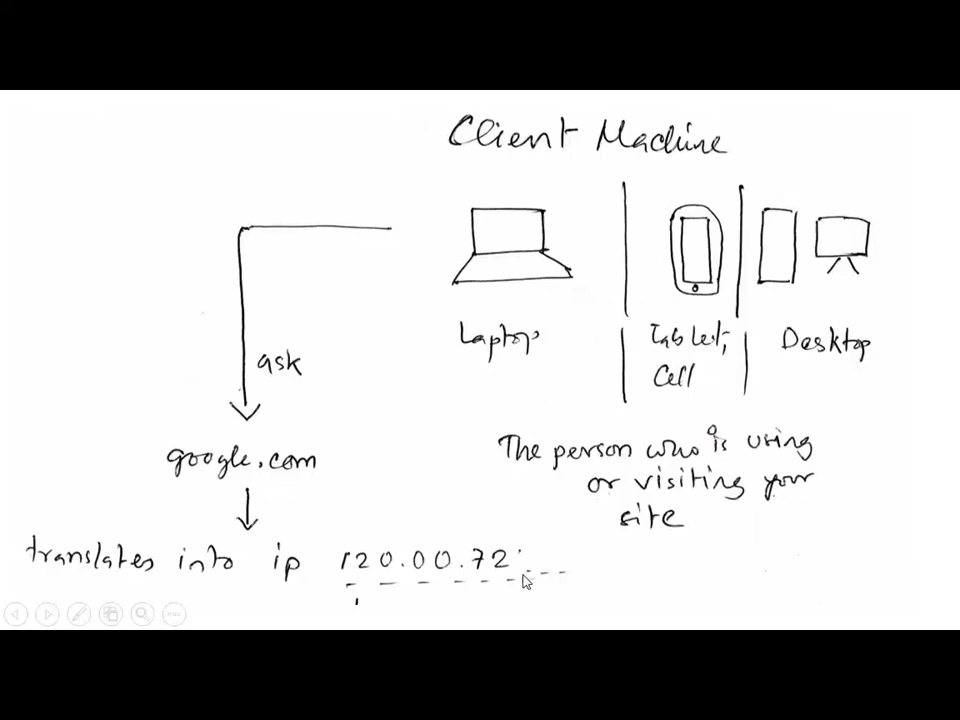 Client Machine
Laptop
Tablet,
Cell
Desktop
ask
google.com
The person who is using
or visiting your
site
translates into ip 120.00.72.